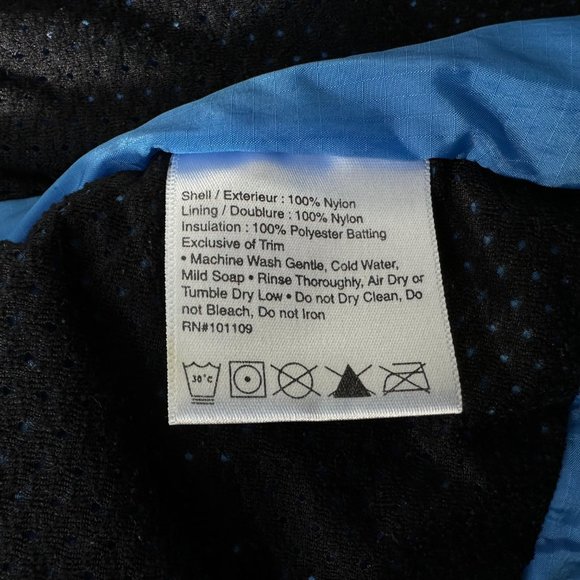 Shell / Exterieur : 100% Nylon
Lining / Doublure : 100% Nylon
Insulation : 100% Polyester Batting
Exclusive of Trim
• Machine Wash Gentle, Cold Water,
Mild Soap • Rinse Thoroughly, Air Dry or
Tumble Dry Low • Do not Dry Clean, Do
not Bleach, Do not Iron
RN#101109
30°C